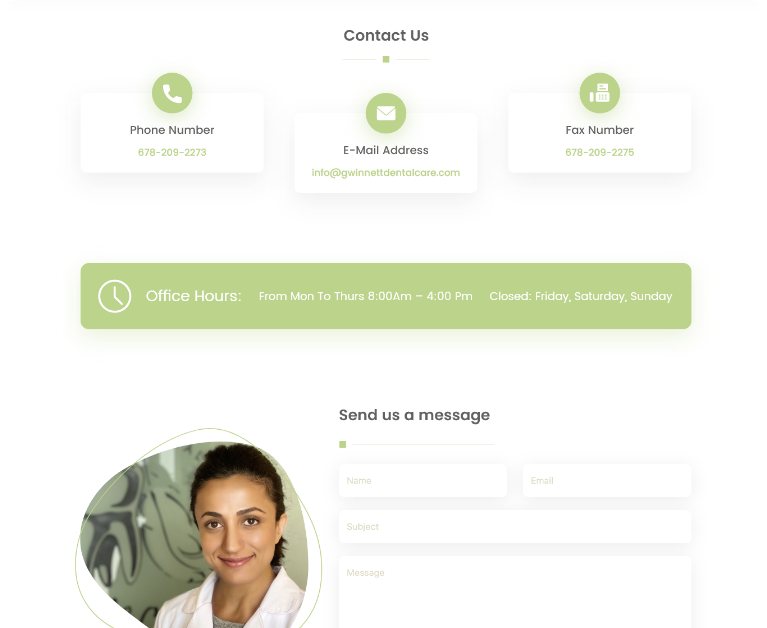 Contact Us
Phone Number
678-209-2273
E-Mail Address
info@gwinnettdentalcare.com
Fax Number
678-209-2275
Office Hours:
From Mon To Thurs 8:00Am – 4:00 Pm
Closed: Friday, Saturday, Sunday
Send us a message
Name
Email
Subject
Message